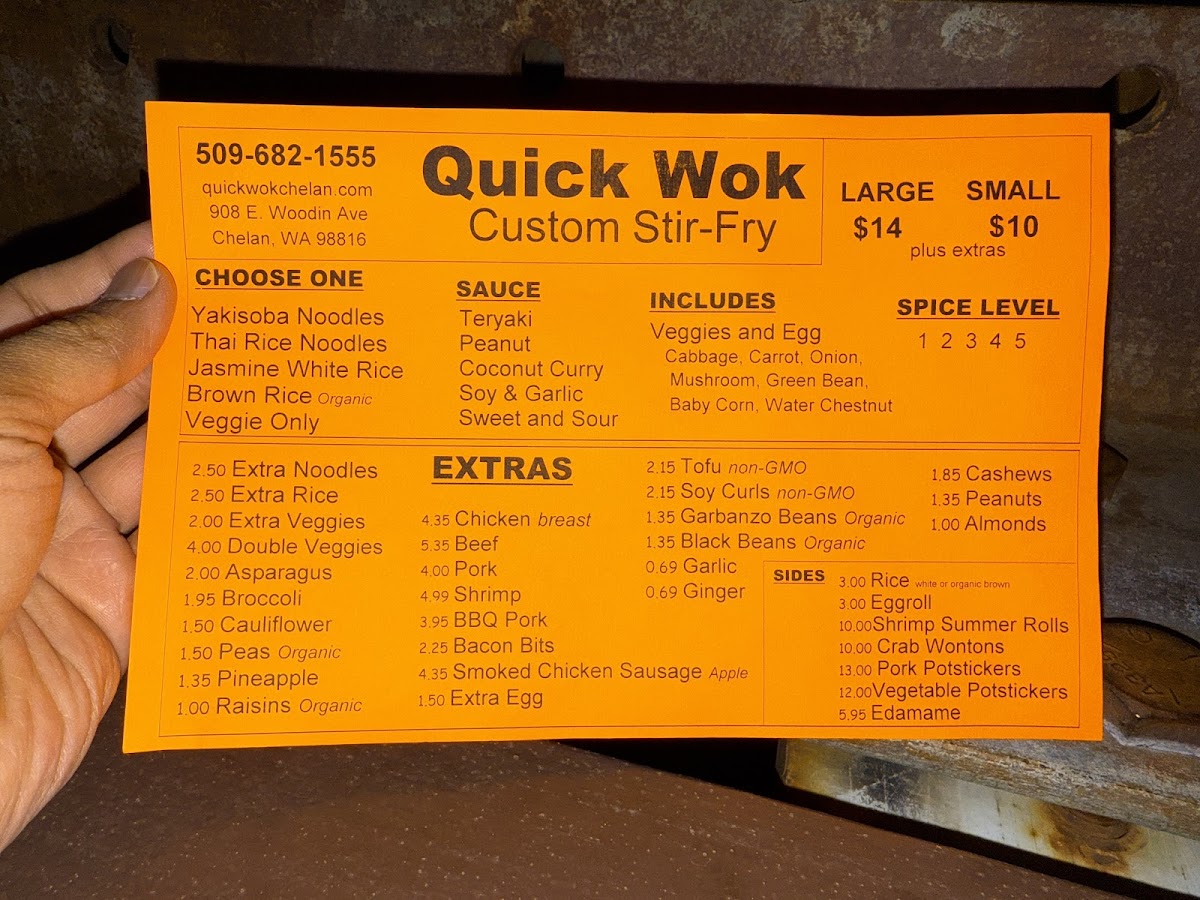 509-682-1555
quickwokchelan.com
908 E. Woodin Ave
Chelan, WA 98816
Quick Wok
Custom Stir-Fry
LARGE SMALL
$14 $10
plus extras
CHOOSE ONE
Yakisoba Noodles
Thai Rice Noodles
Jasmine White Rice
Brown Rice Organic
Veggie Only
SAUCE
Teryaki
Peanut
Coconut Curry
Soy & Garlic
Sweet and Sour
INCLUDES
Veggies and Egg
Cabbage, Carrot, Onion,
Mushroom, Green Bean,
Baby Corn, Water Chestnut
SPICE LEVEL
1 2 3 4 5
EXTRAS
2.50 Extra Noodles
2.50 Extra Rice
2.00 Extra Veggies
4.00 Double Veggies
2.00 Asparagus
1.95 Broccoli
1.50 Cauliflower
1.50 Peas Organic
1.35 Pineapple
1.00 Raisins Organic
4.35 Chicken breast
5.35 Beef
4.00 Pork
4.99 Shrimp
3.95 BBQ Pork
2.25 Bacon Bits
4.35 Smoked Chicken Sausage Apple
1.50 Extra Egg
2.15 Tofu non-GMO
2.15 Soy Curls non-GMO
1.35 Garbanzo Beans Organic
1.35 Black Beans Organic
0.69 Garlic
0.69 Ginger
1.85 Cashews
1.35 Peanuts
1.00 Almonds
SIDES
3.00 Rice white or organic brown
3.00 Eggroll
10.00 Shrimp Summer Rolls
10.00 Crab Wontons
13.00 Pork Potstickers
12.00 Vegetable Potstickers
5.95 Edamame